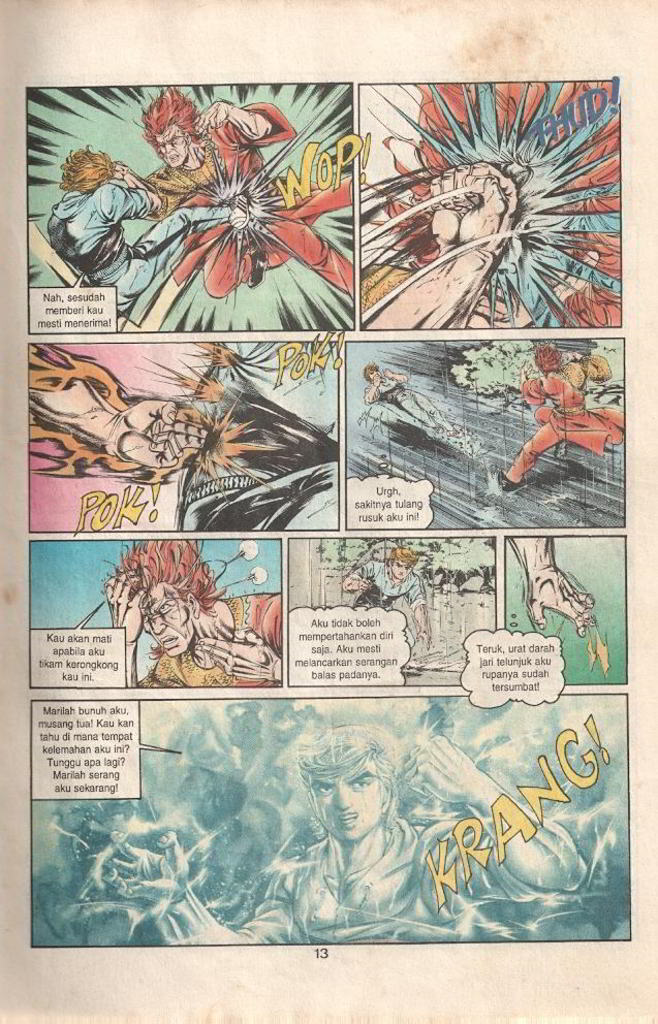 WOP!
Nah, sesudah
memberi kau
mesti menerima!
THUD!
POK!
POK!
Urgh,
sakitnya tulang
rusuk aku ini!
Kau akan mati
apabila aku
tikam kerongkong
kau ini.
Aku tidak boleh
mempertahankan diri
saja. Aku mesti
melancarkan serangan
balas padanya.
Teruk, urat darah
jari telunjuk aku
rupanya sudah
tersumbat!
Marilah bunuh aku,
musang tua! Kau kan
tahu di mana tempat
kelemahan aku ini?
Tunggu apa lagi?
Marilah serang
aku sekarang!
KRANG!
13